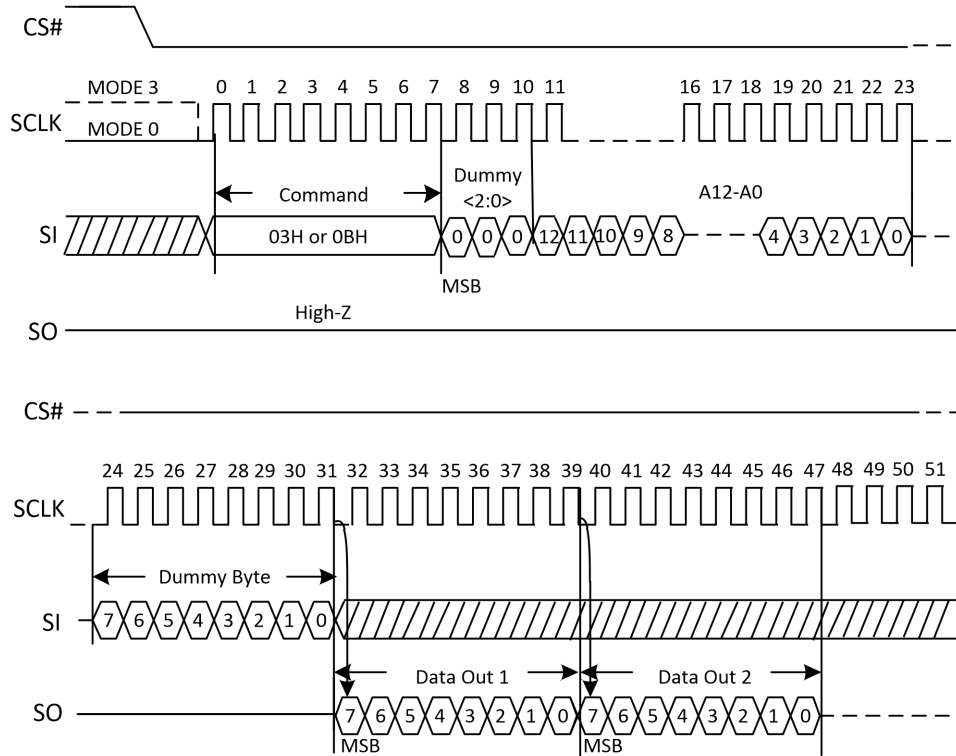 CS#
MODE 3
0 1 2 3 4 5 6 7 8 9 10 11 16 17 18 19 20 21 22 23
SCLK
MODE 0
Command
Dummy
<2:0>
A12-A0
SI
03H or 0BH
0 0 0 12 11 10 9 8 4 3 2 1 0
MSB
High-Z
SO
CS#
24 25 26 27 28 29 30 31 32 33 34 35 36 37 38 39 40 41 42 43 44 45 46 47 48 49 50 51
SCLK
Dummy Byte
SI
7 6 5 4 3 2 1 0
Data Out 1
Data Out 2
SO
7 6 5 4 3 2 1 0 7 6 5 4 3 2 1 0
MSB
MSB